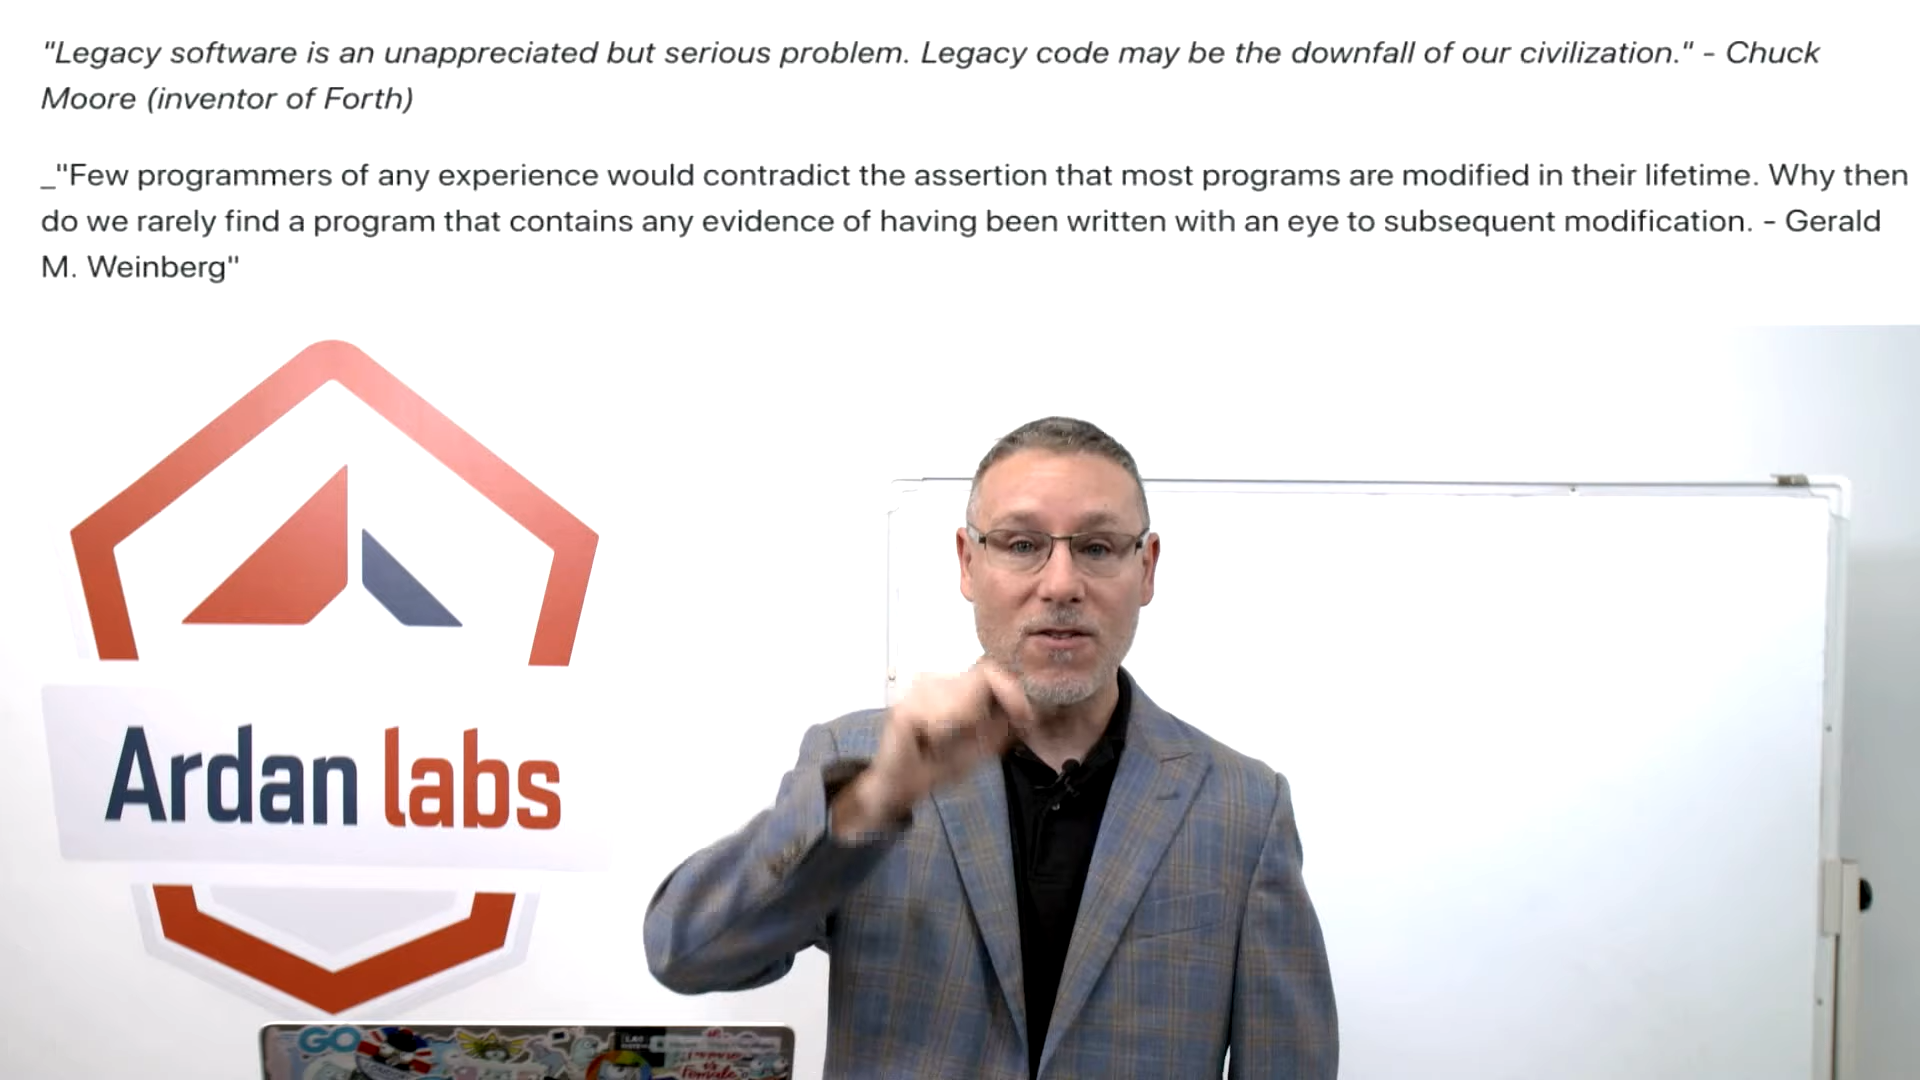 "Legacy software is an unappreciated but serious problem. Legacy code may be the downfall of our civilization." - Chuck
Moore (inventor of Forth)
_"Few programmers of any experience would contradict the assertion that most programs are modified in their lifetime. Why then
do we rarely find a program that contains any evidence of having been written with an eye to subsequent modification. - Gerald
M. Weinberg"
Ardan labs
GO
Female